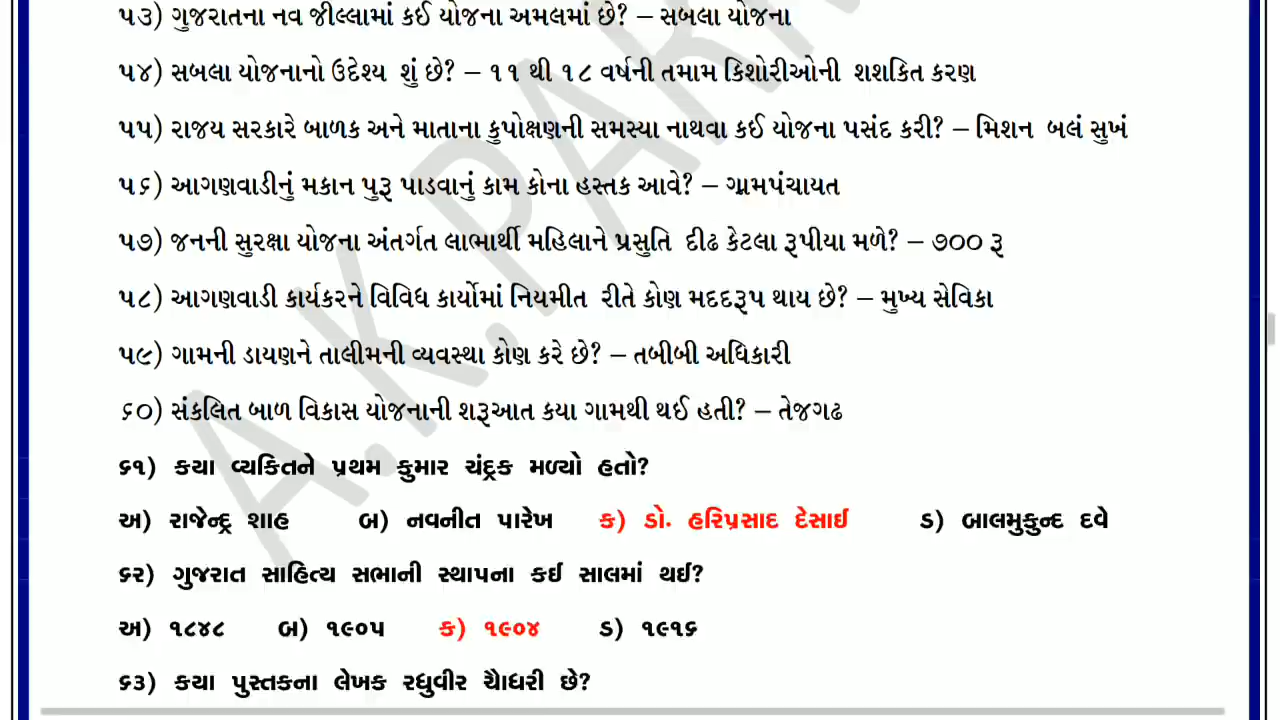 ૫૩) ગુજરાતના નવ જીલ્લામાં કઈ યોજના અમલમાં છે? – સબલા યોજના
૫૪) સબલા યોજનાનો ઉદેશ્ય શું છે? – ૧૧ થી ૧૮ વર્ષની તમામ કિશોરીઓની શશકિત કરણ
૫૫) રાજય સરકારે બાળક અને માતાના કુપોક્ષણની સમસ્યા નાથવા કઈ યોજના પસંદ કરી? – મિશન બલં સુખં
૫૬) આગણવાડીનું મકાન પુરૂ પાડવાનું કામ કોના હસ્તક આવે? – ગ્રામપંચાયત
૫૭) જનની સુરક્ષા યોજના અંતર્ગત લાભાર્થી મહિલાને પ્રસુતિ દીઢ કેટલા રૂપીયા મળે? – ૭૦૦ રૂ
૫૮) આગણવાડી કાર્યકરને વિવિધ કાર્યોમાં નિયમીત રીતે કોણ મદદરૂપ થાય છે? – મુખ્ય સેવિકા
૫૯) ગામની ડાયણને તાલીમની વ્યવસ્થા કોણ કરે છે? – તબીબી અધિકારી
૬૦) સંકલિત બાળ વિકાસ યોજનાની શરૂઆત કયા ગામથી થઈ હતી? – તેજગઢ
૬૧) કયા વ્યકિતને પ્રથમ કુમાર ચંદ્રક મળ્યો હતો?
અ) રાજેન્દ્ર શાહ બ) નવનીત પારેખ ક) ડો. હરિપ્રસાદ દેસાઈ ડ) બાલમુકુન્દ દવે
૬૨) ગુજરાત સાહિત્ય સભાની સ્થાપના કઈ સાલમાં થઈ?
અ) ૧૮૪૮ બ) ૧૯૦૫ ક) ૧૯૦૪ ડ) ૧૯૧૬
૬૩) કયા પુસ્તકના લેખક રઘુવીર ચૈાધરી છે?
A.K.PAR